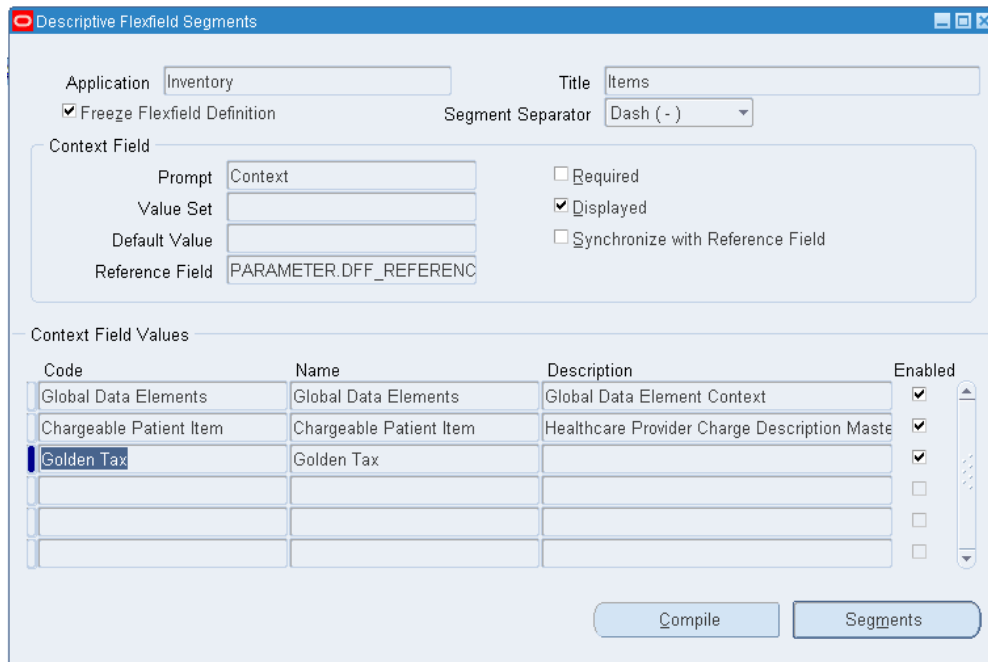 Descriptive Flexfield Segments
Application Inventory Title Items
Freeze Flexfield Definition Segment Separator Dash ( - )
Context Field
Prompt Context Required
Value Set Displayed
Default Value Synchronize with Reference Field
Reference Field PARAMETER.DFF_REFERENC
Context Field Values
Code Name Description Enabled
Global Data Elements Global Data Elements Global Data Element Context
Chargeable Patient Item Chargeable Patient Item Healthcare Provider Charge Description Maste
Golden Tax Golden Tax
Compile Segments